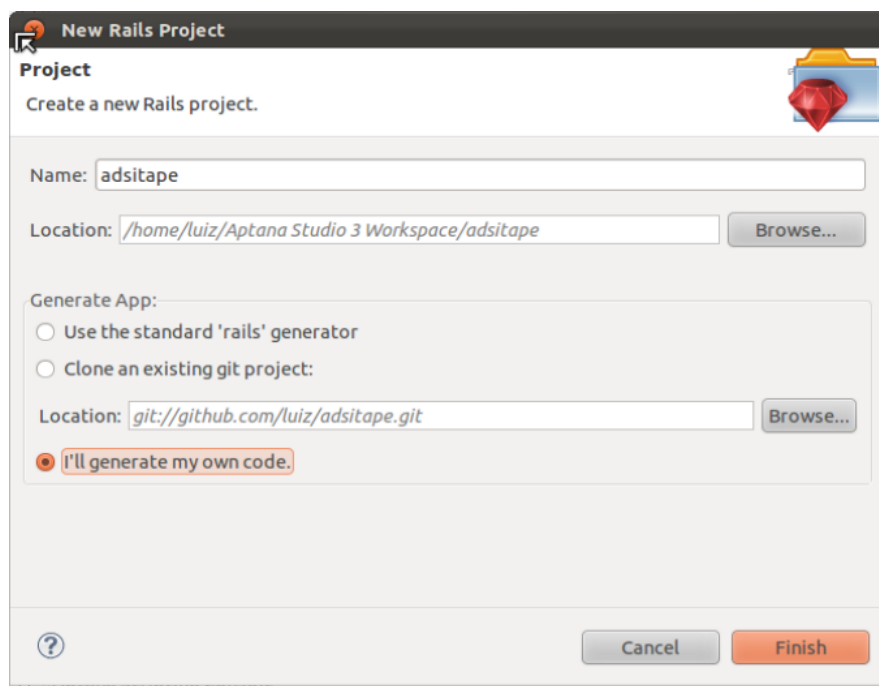 New Rails Project
Project
Create a new Rails project.
Name: adsitape
Location: /home/luiz/Aptana Studio 3 Workspace/adsitape Browse...
Generate App:
Use the standard 'rails' generator
Clone an existing git project:
Location: git://github.com/luiz/adsitape.git Browse...
I'll generate my own code.
? Cancel Finish